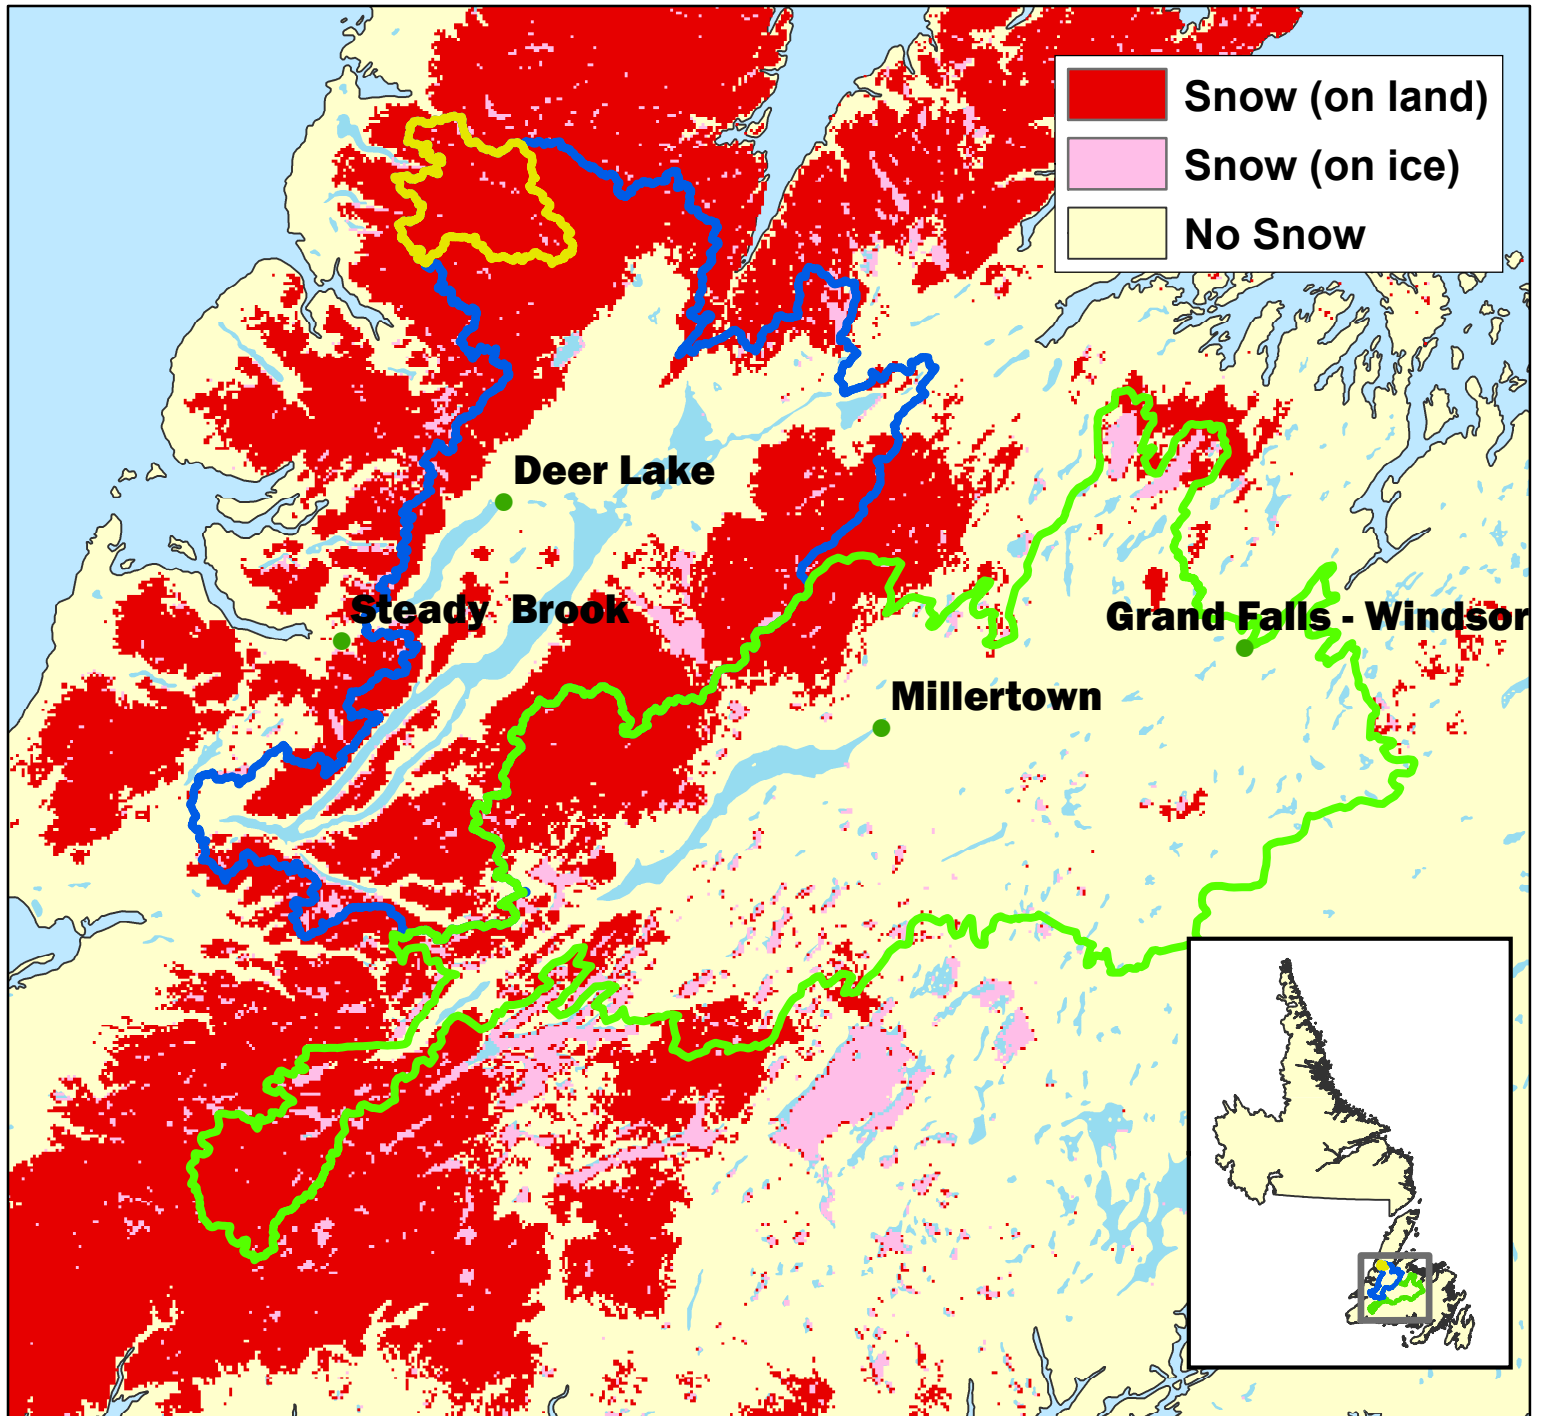 Snow (on land)
Snow (on ice)
No Snow
Deer Lake
Steady Brook
Grand Falls - Windsor
Millertown